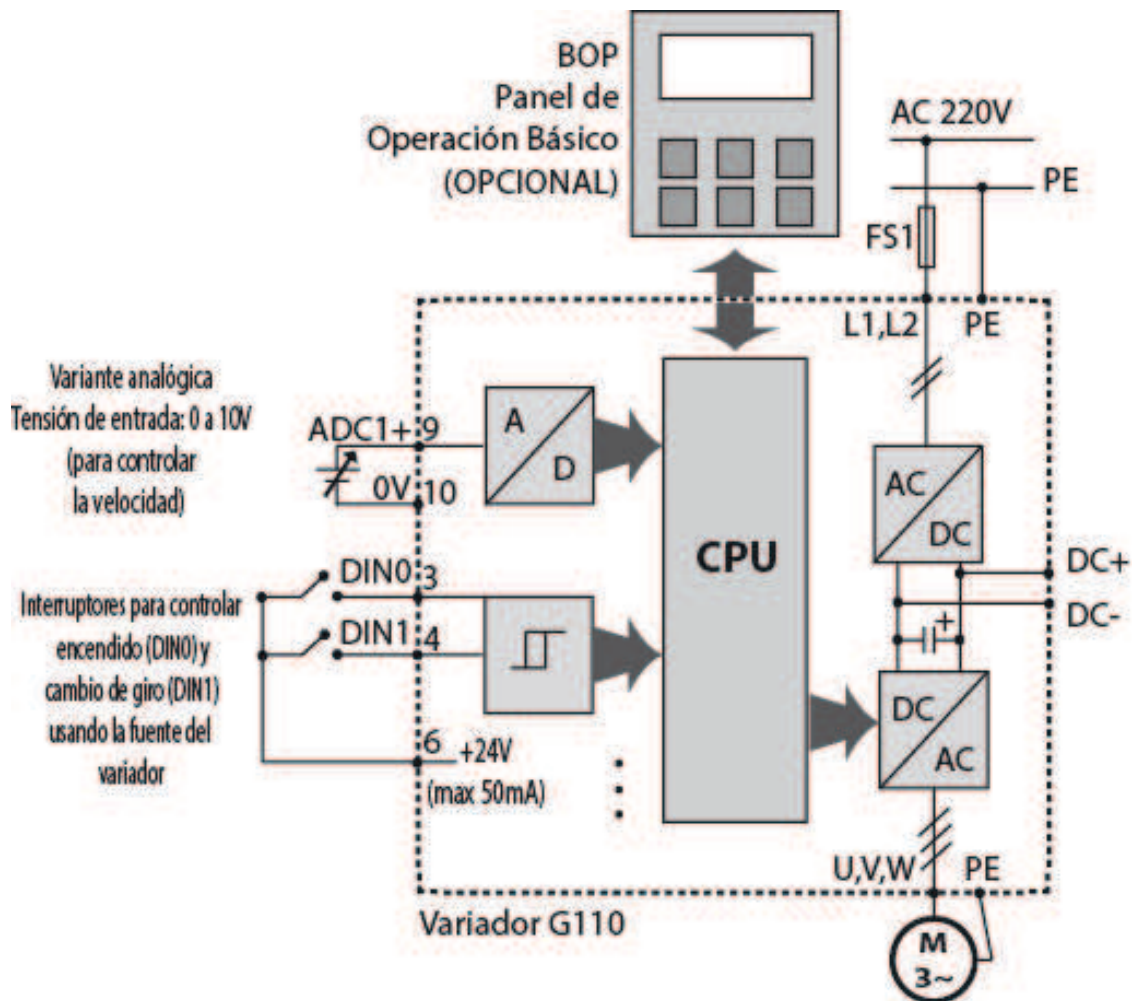 BOP
Panel de
Operación Básico
(OPCIONAL)
AC 220V
PE
FS1
L1,L2
PE
Variante analógica
Tensión de entrada: 0 a 10V
(para controlar
la velocidad)
ADC1+
9
0V
10
A
D
CPU
AC
DC
DC+
DC-
+
Interruptores para controlar
encendido (DIN0) y
cambio de giro (DIN1)
usando la fuente del
variador
DIN0
3
DIN1
4
6
+24V
(max 50mA)
DC
AC
U,V,W
PE
Variador G110
M
3~